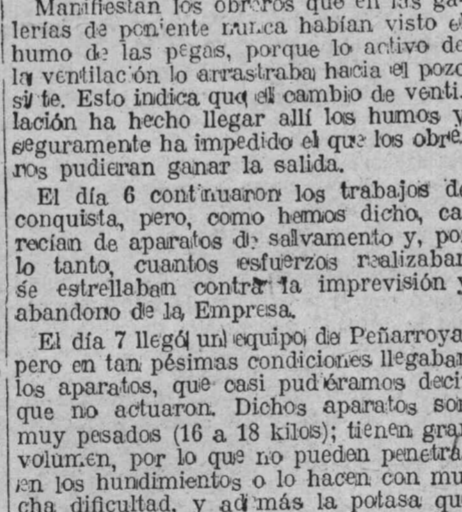 Manifiestan los obreros que en las ga-
lerías de poniente nunca habían visto e
humo de las pegas, porque lo activo de
la ventilación lo arrastraba hacia el pozo
siete. Esto indica que el cambio de venti-
lación ha hecho llegar allí los humos y
seguramente ha impedido el que los obre-
ros pudieran ganar la salida.
El día 6 continuaron los trabajos de
conquista, pero, como hemos dicho, ca-
recían de aparatos de salvamento y, po
lo tanto, cuantos esfuerzos realizaban
se estrellaban contra la imprevisión y
abandono de la Empresa.
El día 7 llegó un equipo de Peñarroya
pero en tan pésimas condiciones llegaban
los aparatos, que casi pudiéramos deci
que no actuaron. Dichos aparatos son
muy pesados (16 a 18 kilos); tienen gran
volumen, por lo que no pueden penetra
en los hundimientos o lo hacen con mu-
cha dificultad, y además la potasa que